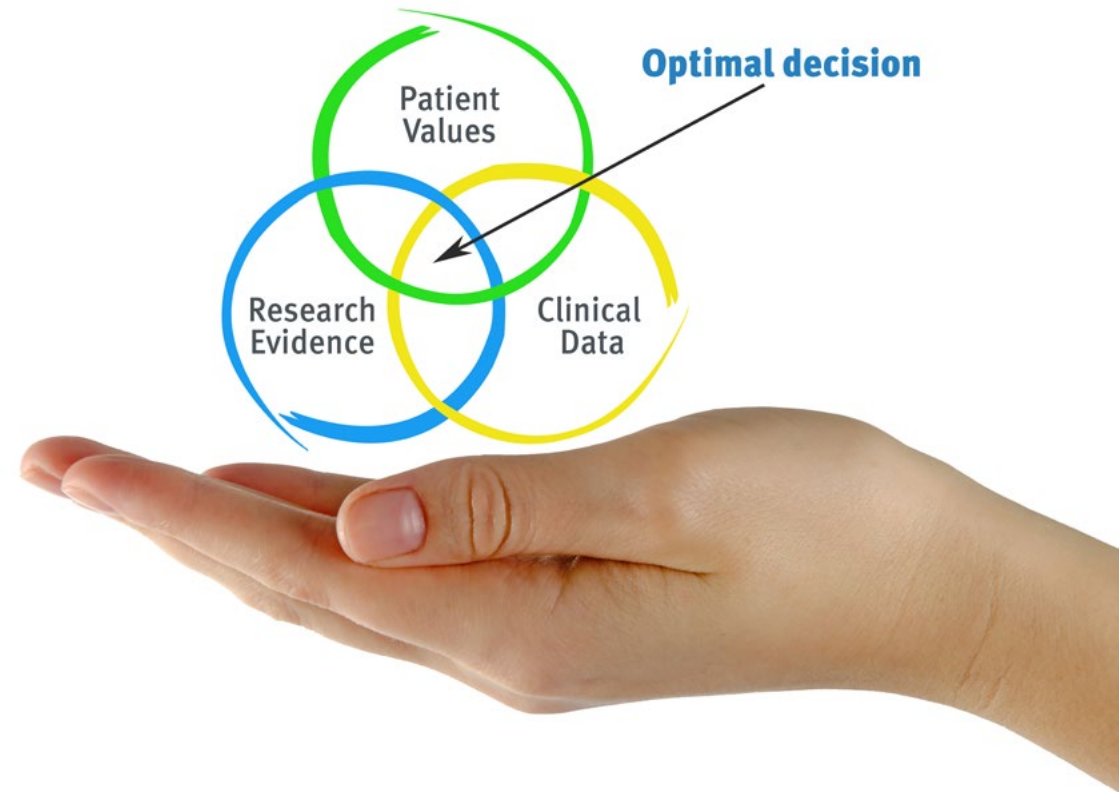 Optimal decision
Patient
Values
Research
Evidence
Clinical
Data